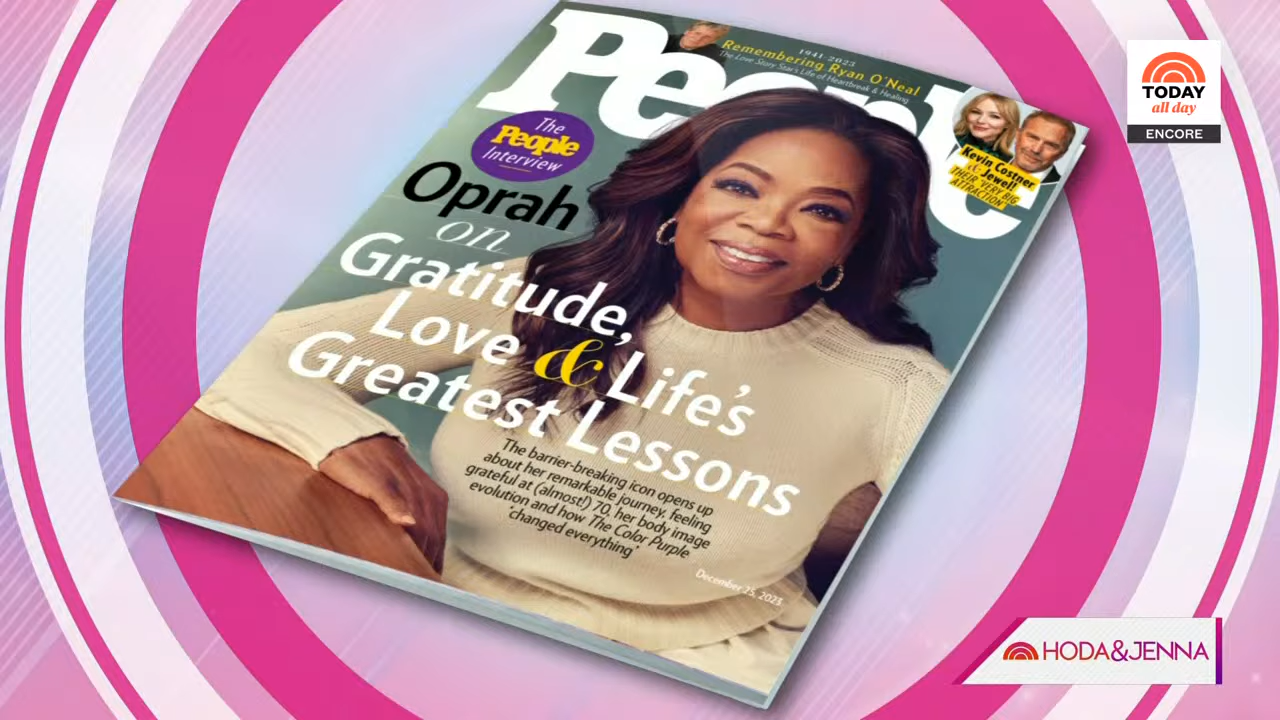 People
1941-2023
Remembering Ryan O'Neal
The Love Story Star's Life of Heartbreak & Healing
Kevin Costner
& Jewel!
THEIR 'VERY BIG
ATTRACTION'
The
People
Interview
Oprah
on
Gratitude,
Love & Life's
Greatest Lessons
The barrier-breaking icon opens up
about her remarkable journey, feeling
grateful at (almost!) 70, her body image
evolution and how The Color Purple
'changed everything'
December 25, 2023
TODAY
all day
ENCORE
HODA&JENNA